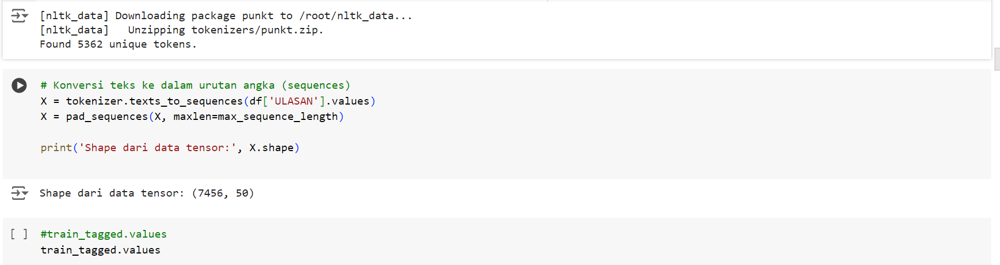 [nltk_data] Downloading package punkt to /root/nltk_data...
[nltk_data]   Unzipping tokenizers/punkt.zip.
Found 5362 unique tokens.
# Konversi teks ke dalam urutan angka (sequences)
X = tokenizer.texts_to_sequences(df['ULASAN'].values)
X = pad_sequences(X, maxlen=max_sequence_length)
print('Shape dari data tensor:', X.shape)
Shape dari data tensor: (7456, 50)
[ ] #train_tagged.values
train_tagged.values